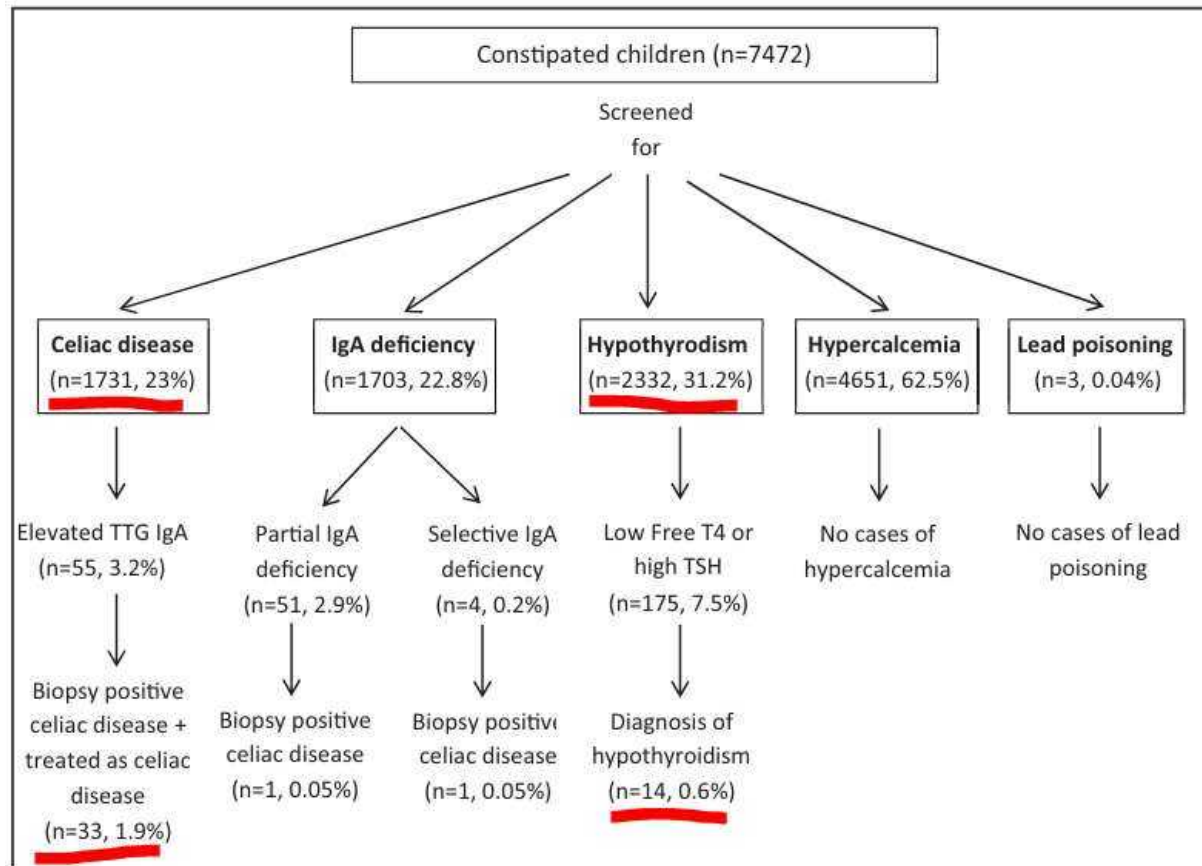 Constipated children (n=7472)
Screened
for
Celiac disease
(n=1731, 23%)
IgA deficiency
(n=1703, 22.8%)
Hypothyrodism
(n=2332, 31.2%)
Hypercalcemia
(n=4651, 62.5%)
Lead poisoning
(n=3, 0.04%)
Elevated TTG IgA
(n=55, 3.2%)
Partial IgA
deficiency
(n=51, 2.9%)
Selective IgA
deficiency
(n=4, 0.2%)
Low Free T4 or
high TSH
(n=175, 7.5%)
No cases of
hypercalcemia
No cases of lead
poisoning
Biopsy positive
celiac disease +
treated as celiac
disease
(n=33, 1.9%)
Biopsy positive
celiac disease
(n=1, 0.05%)
Biopsy positive
celiac disease
(n=1, 0.05%)
Diagnosis of
hypothyroidism
(n=14, 0.6%)